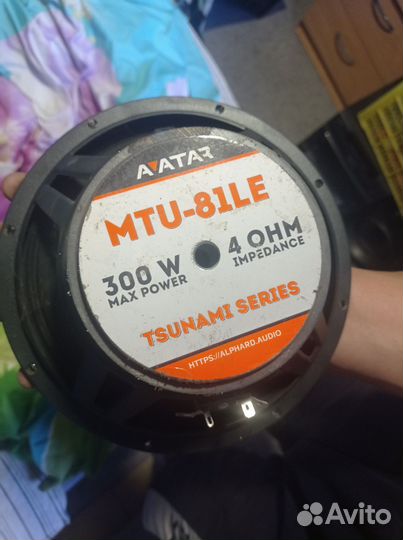 AVATAR
MTU-81LE
300 W
MAX POWER
4 OHM
IMPEDANCE
TSUNAMI SERIES
HTTPS://ALPHARD.AUDIO
Avito